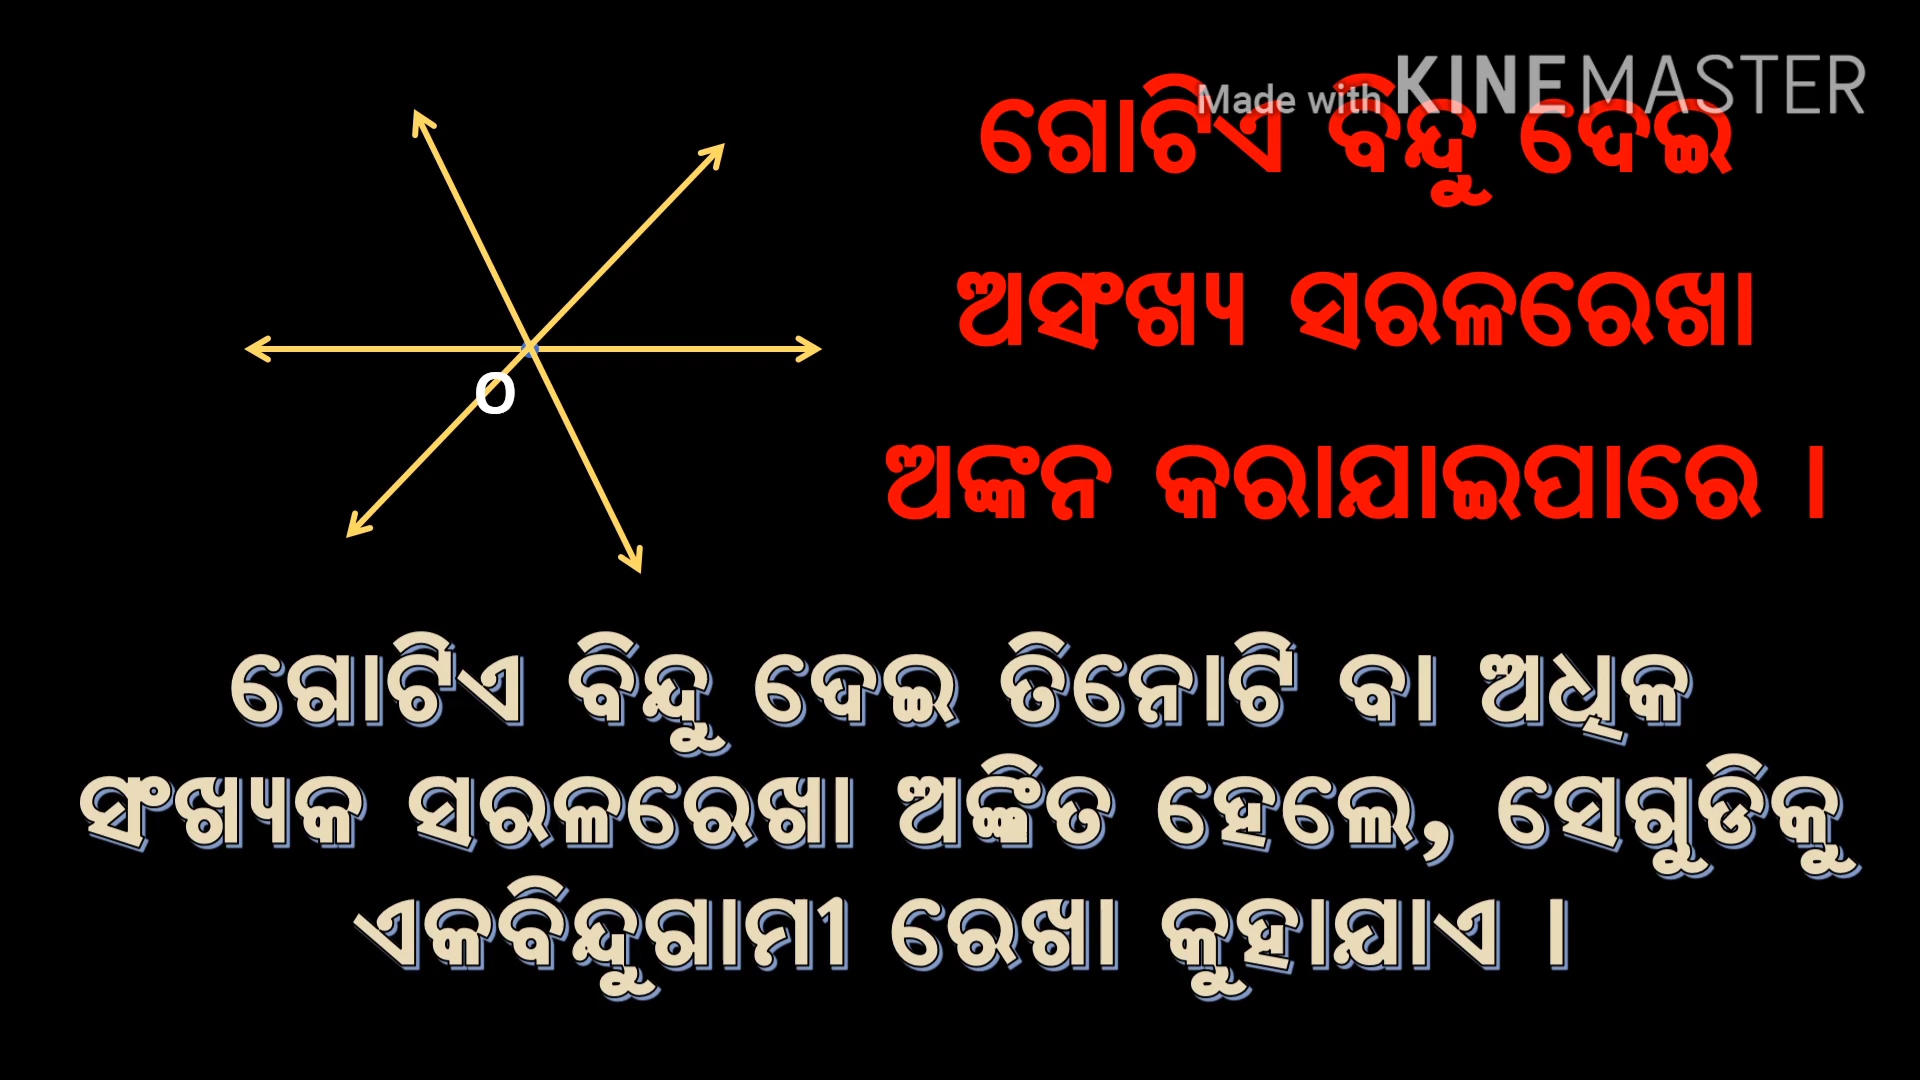 Made with KINEMASTER
ଗୋଟିଏ ବିନ୍ଦୁ ଦେଇ
ଅସଂଖ୍ୟ ସରଳରେଖା
ଅଙ୍କନ କରାଯାଇପାରେ ।
O
ଗୋଟିଏ ବିନ୍ଦୁ ଦେଇ ତିନୋଟି ବା ଅଧିକ
ସଂଖ୍ୟକ ସରଳରେଖା ଅଙ୍କିତ ହେଲେ, ସେଗୁଡିକୁ
ଏକବିନ୍ଦୁଗାମୀ ରେଖା କୁହାଯାଏ ।